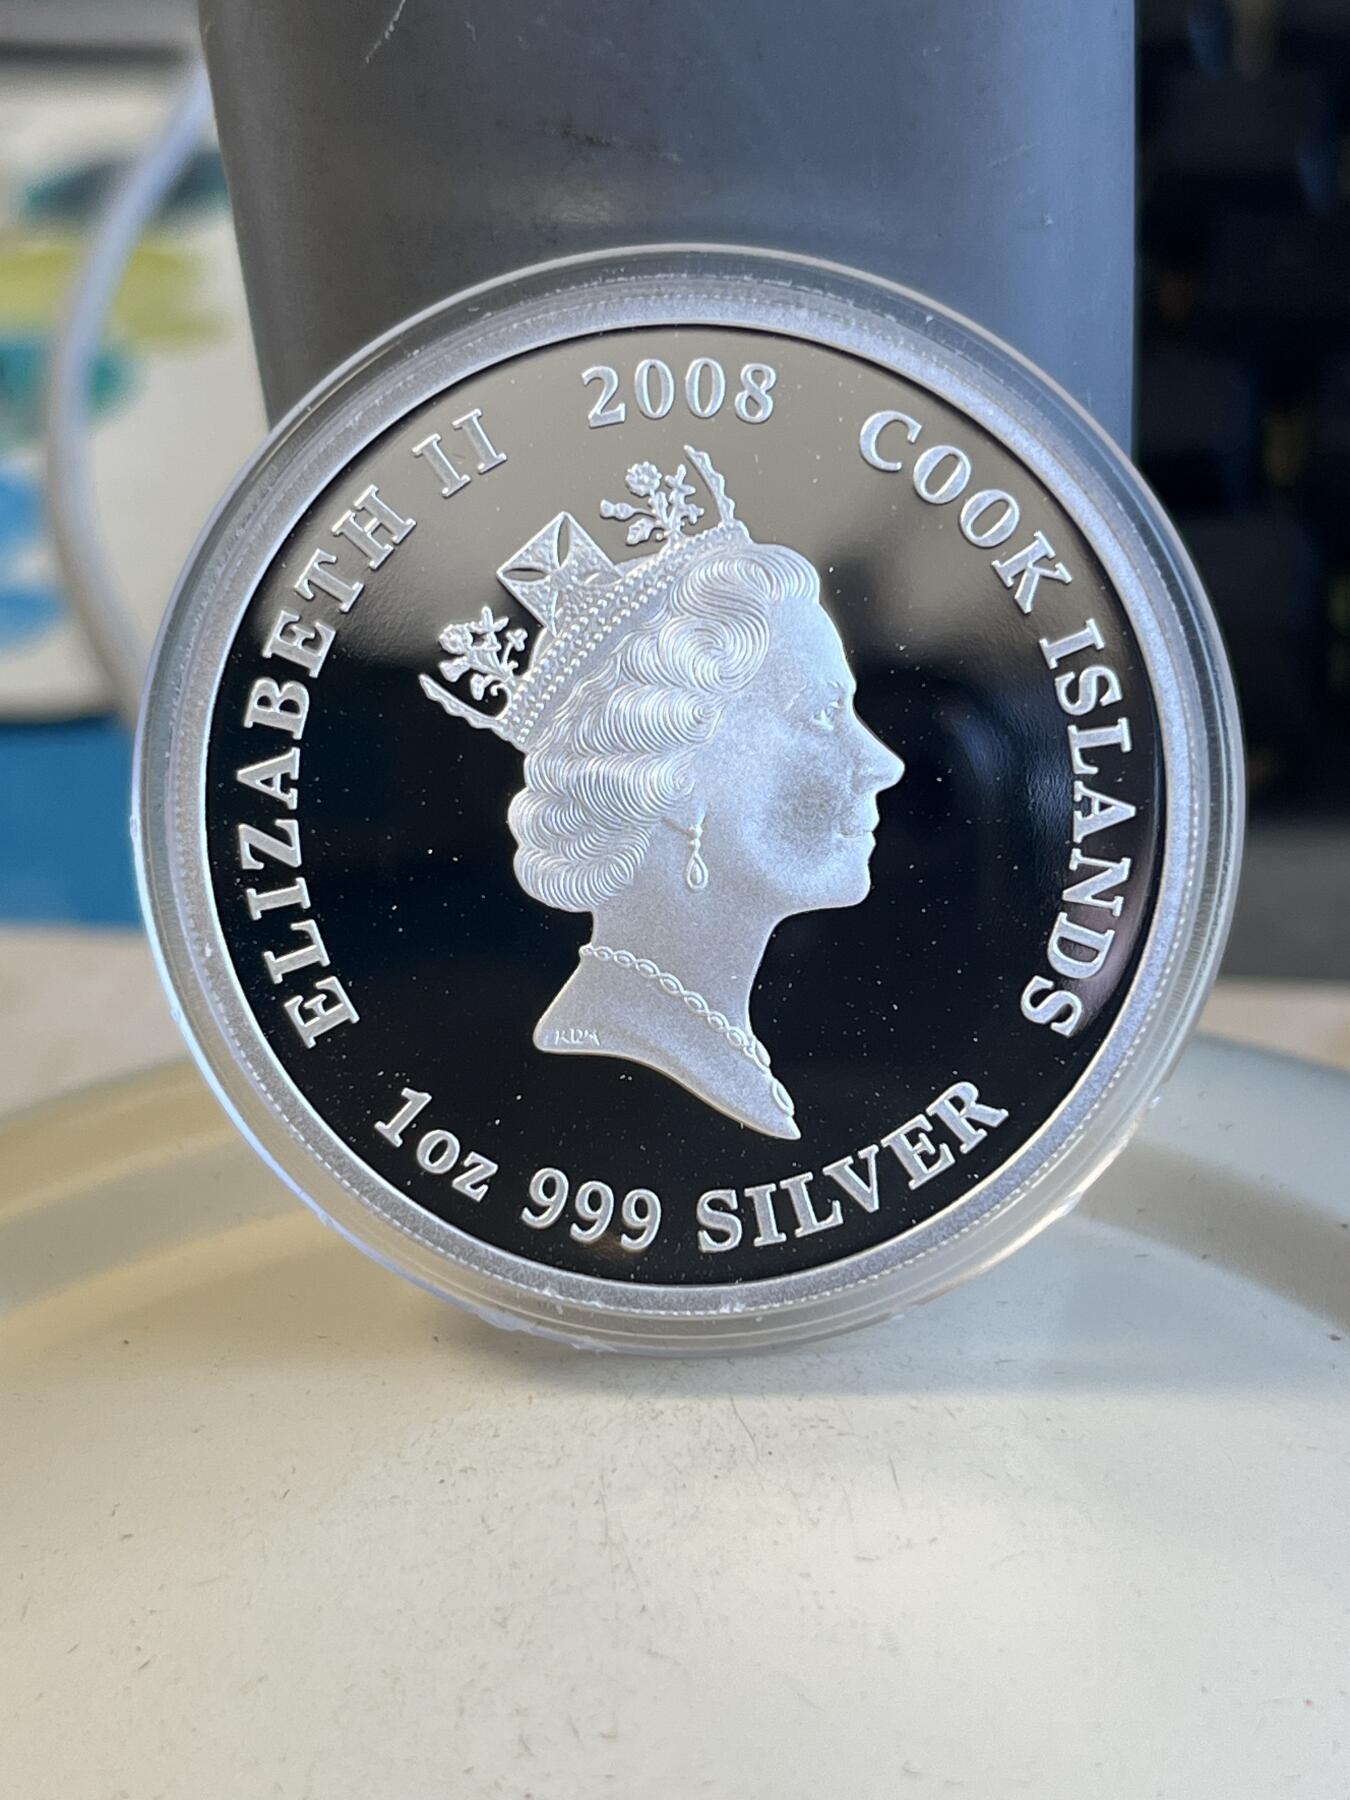 ELIZABETH II 2008 COOK ISLANDS
1oz 999 SILVER